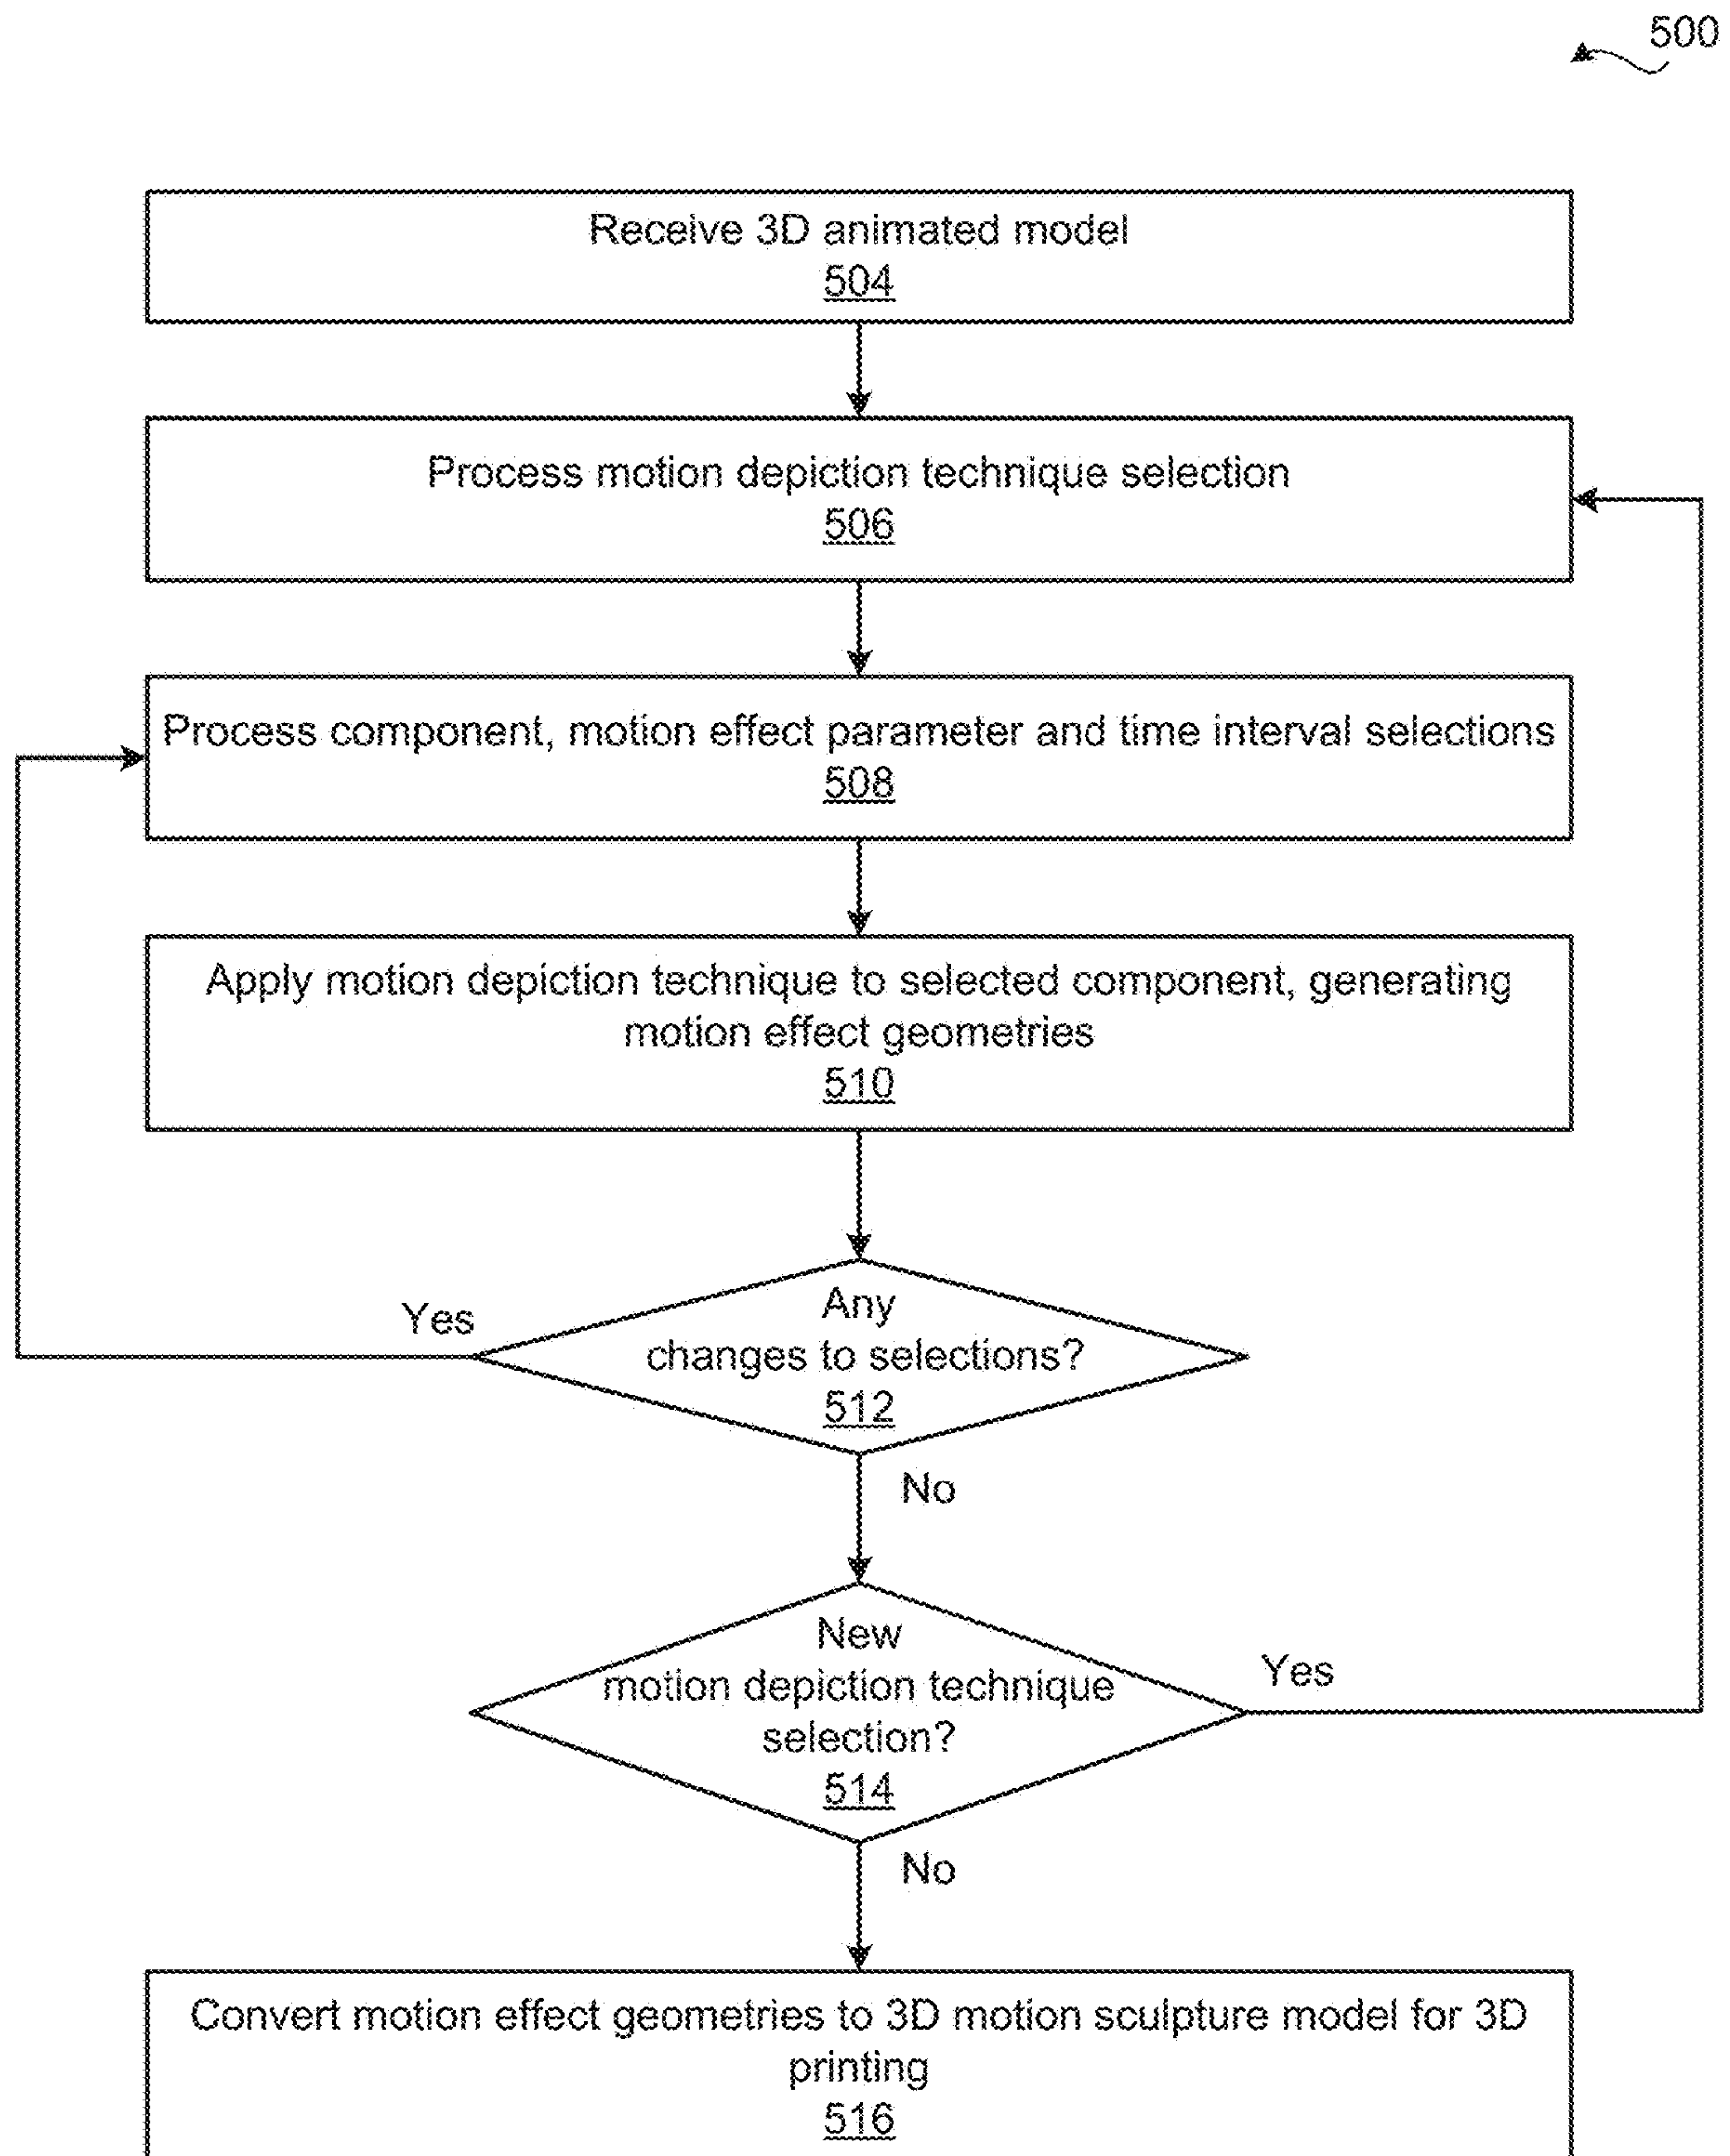 500
Receive 3D animated model
504
Process motion depiction technique selection
506
Process component, motion effect parameter and time interval selections
508
Apply motion depiction technique to selected component, generating
motion effect geometries
510
Yes
Any
changes to selections?
512
No
New
motion depiction technique
selection?
514
Yes
No
Convert motion effect geometries to 3D motion sculpture model for 3D
printing
516